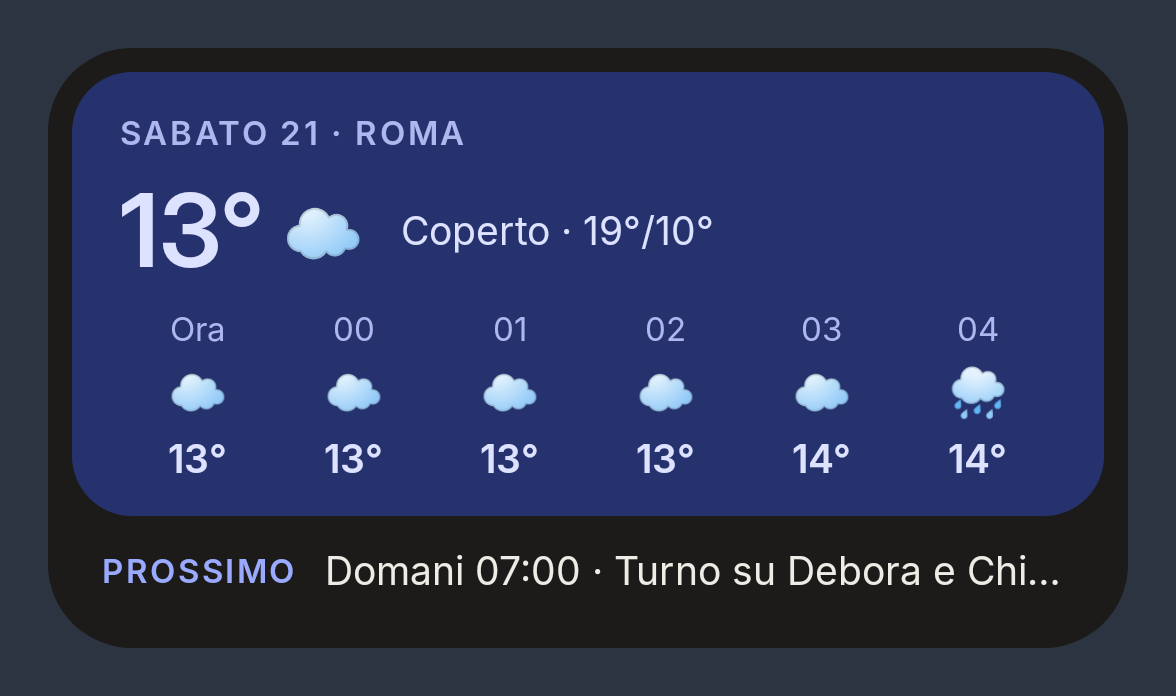 SABATO 21 · ROMA
13° Coperto · 19°/10°
Ora 00 01 02 03 04
13° 13° 13° 13° 14° 14°
PROSSIMO Domani 07:00 · Turno su Debora e Chi…